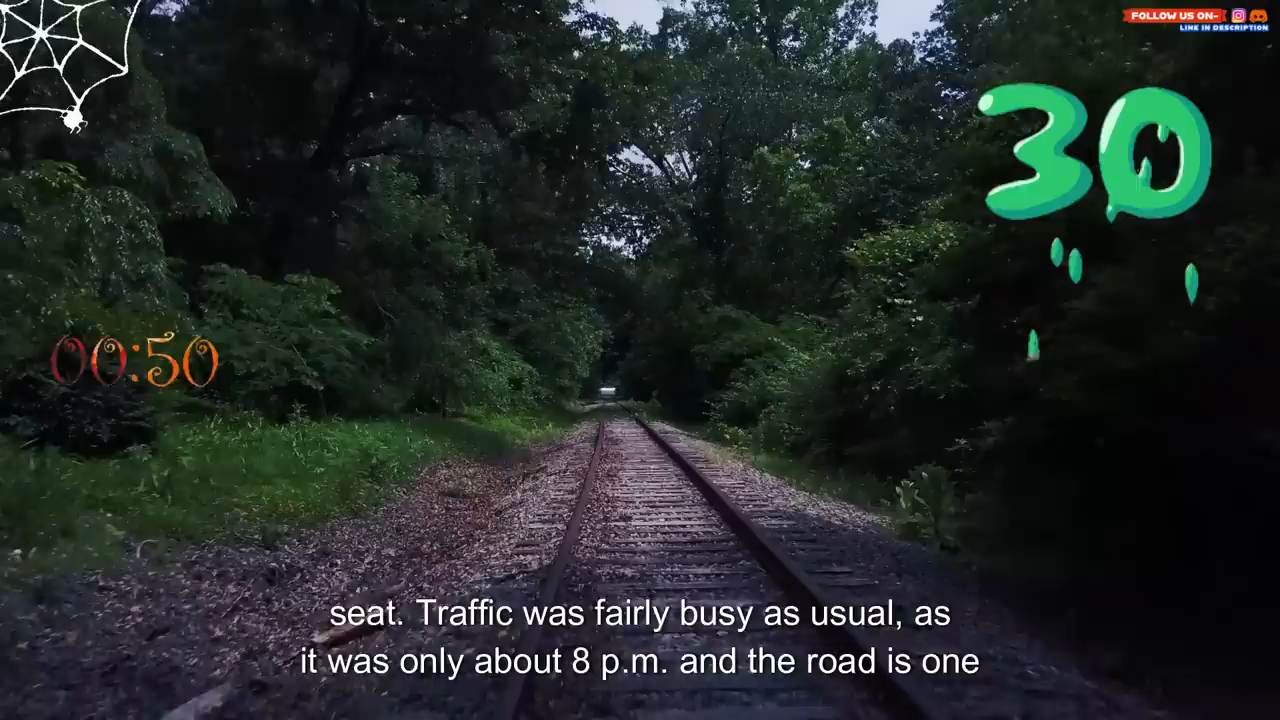 FOLLOW US ON-
LINK IN DESCRIPTION
30
00:50
seat. Traffic was fairly busy as usual, as
it was only about 8 p.m. and the road is one